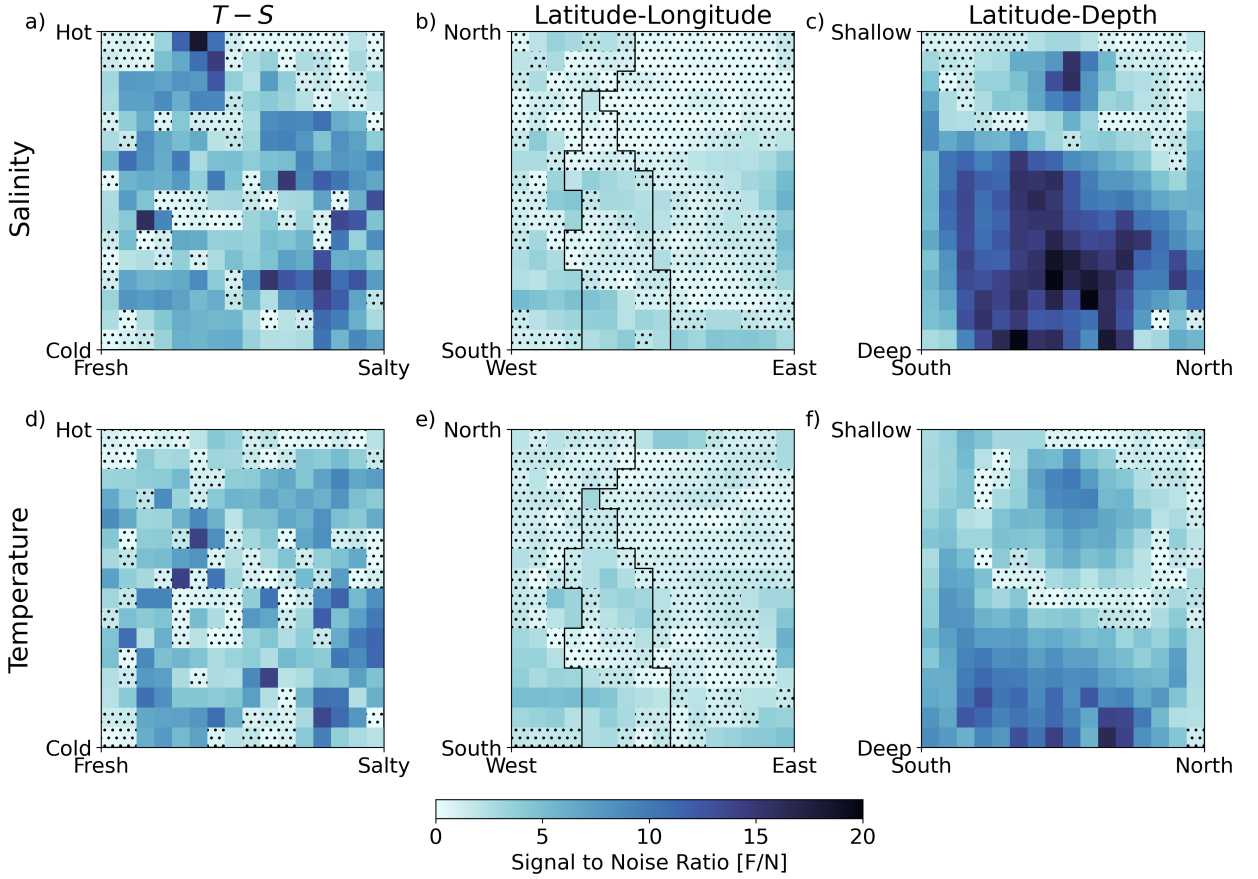 a) T − S b) Latitude-Longitude c) Latitude-Depth
Hot North Shallow
Salinity
Cold South Deep
Fresh Salty West East South North
d) Hot e) North f) Shallow
Temperature
Cold South Deep
Fresh Salty West East South North
0 5 10 15 20
Signal to Noise Ratio [F/N]